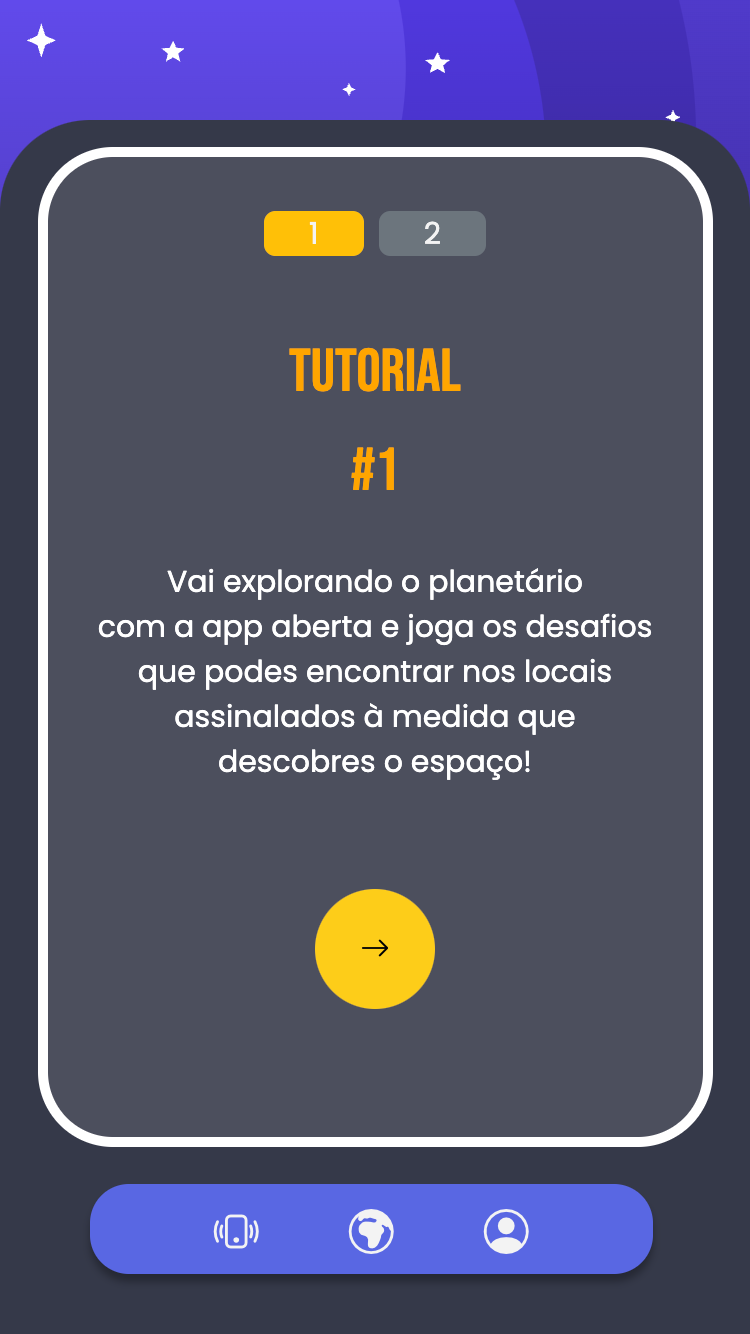 1 2
TUTORIAL
#1
Vai explorando o planetário
com a app aberta e joga os desafios
que podes encontrar nos locais
assinalados à medida que
descobres o espaço!